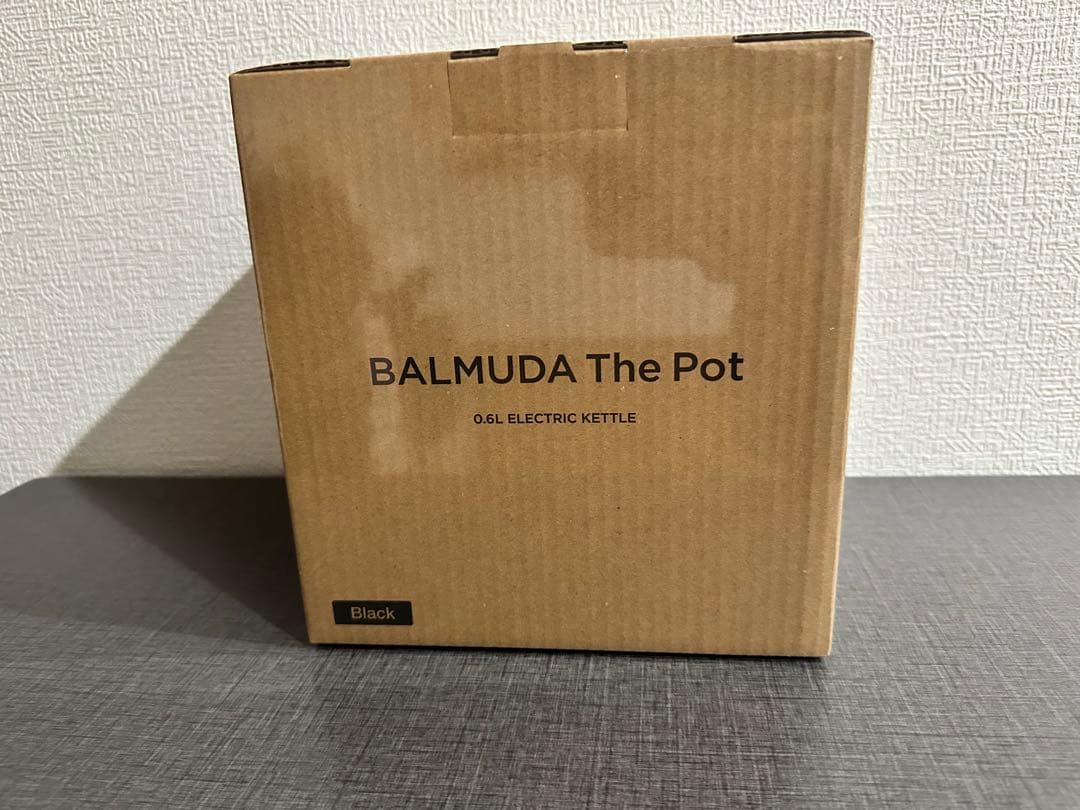 BALMUDA The Pot
0.6L ELECTRIC KETTLE
Black